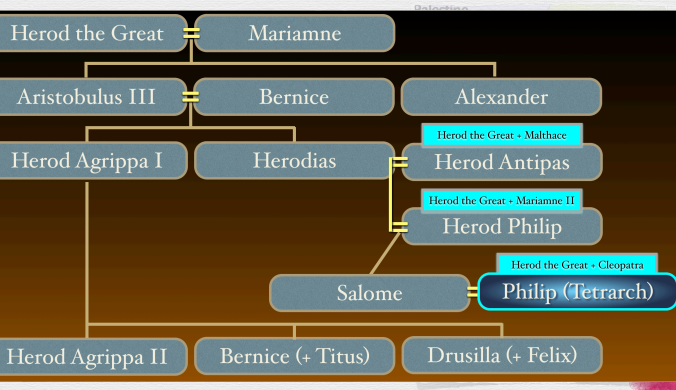 Palestine
Herod the Great = Mariamne
Aristobulus III = Bernice Alexander
Herod the Great + Malthace
Herod Agrippa I Herodias = Herod Antipas
Herod the Great + Mariamne II
= Herod Philip
Herod the Great + Cleopatra
Salome = Philip (Tetrarch)
Herod Agrippa II Bernice (+ Titus) Drusilla (+ Felix)